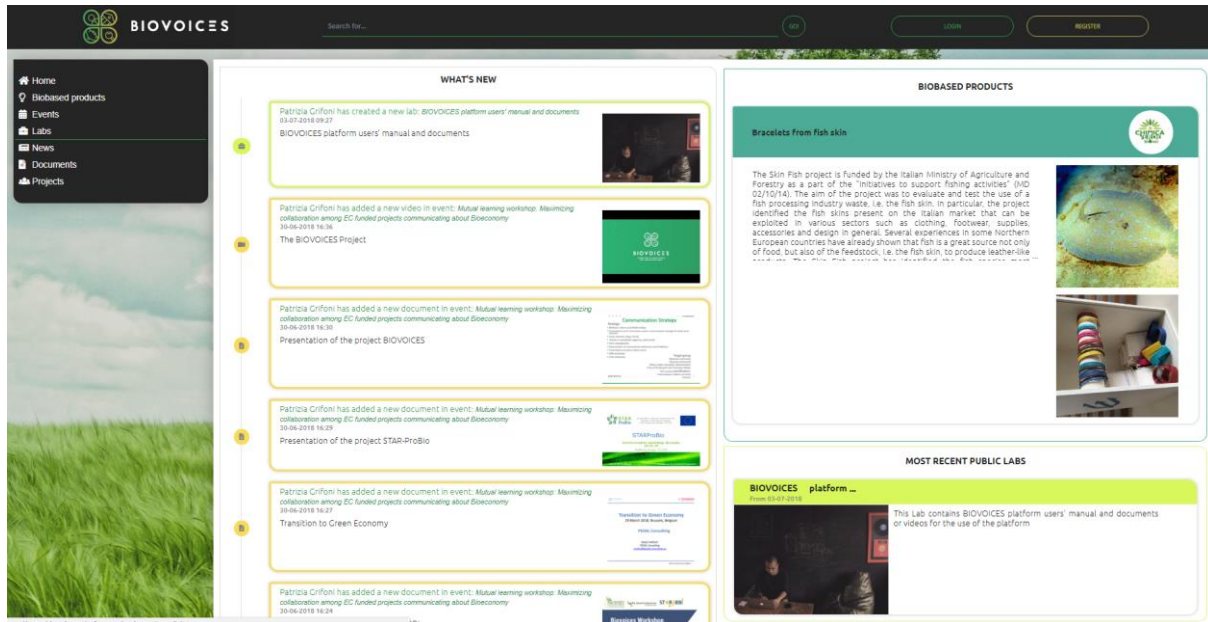 BIOVOICES
Search for...
GO!
LOGIN
REGISTER
Home
Biobased products
Events
Labs
News
Documents
Projects
WHAT'S NEW
Patrizia Grifoni has created a new lab: BIOVOICES platform users' manual and documents
03-07-2018 09:27
BIOVOICES platform users' manual and documents
Patrizia Grifoni has added a new video in event: Mutual learning workshop: Maximizing
collaboration among EC funded projects communicating about Bioeconomy
30-06-2018 16:36
The BIOVOICES Project
BIOVOICES
Patrizia Grifoni has added a new document in event: Mutual learning workshop: Maximizing
collaboration among EC funded projects communicating about Bioeconomy
30-06-2018 16:30
Presentation of the project BIOVOICES
Communication Strategy
Patrizia Grifoni has added a new document in event: Mutual learning workshop: Maximizing
collaboration among EC funded projects communicating about Bioeconomy
30-06-2018 16:29
Presentation of the project STAR-ProBio
STARProBio
Patrizia Grifoni has added a new document in event: Mutual learning workshop: Maximizing
collaboration among EC funded projects communicating about Bioeconomy
30-06-2018 16:27
Transition to Green Economy
Transition to Green Economy
Patrizia Grifoni has added a new document in event: Mutual learning workshop: Maximizing
collaboration among EC funded projects communicating about Bioeconomy
30-06-2018 16:24
Biovoices Workshop
BIOBASED PRODUCTS
Bracelets from fish skin
The Skin Fish project is funded by the Italian Ministry of Agriculture and
Forestry as a part of the "Initiatives to support fishing activities" (MD
02/10/14). The aim of the project was to evaluate and test the use of a
fish processing industry waste, i.e. the fish skin. In particular, the project
identified the fish skins present on the Italian market that can be
exploited in various sectors such as clothing, footwear, supplies,
accessories and design in general. Several experiences in some Northern
European countries have already shown that fish is a great source not only
of food, but also of the feedstock, i.e. the fish skin, to produce leather-like
products. The Skin Fish project has identified the fish species most ...
MOST RECENT PUBLIC LABS
BIOVOICES platform ...
From 03-07-2018
This Lab contains BIOVOICES platform users' manual and documents
or videos for the use of the platform